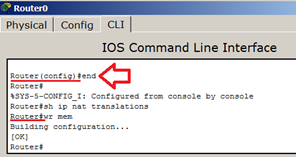 Router0
Physical Config CLI
IOS Command Line Interface
Router(config)#end
Router#
%SYS-5-CONFIG_I: Configured from console by console
Router#sh ip nat translations
Router#wr mem
Building configuration...
[OK]
Router#